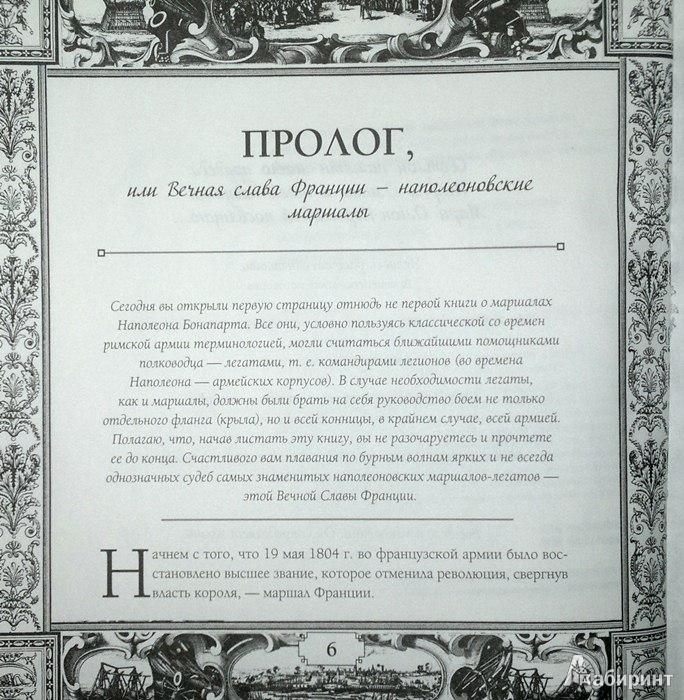 ПРОЛОГ,
или Вечная слава Франции — наполеоновские
маршалы
Сегодня вы открыли первую страницу отнюдь не первой книги о маршалах
Наполеона Бонапарта. Все они, условно пользуясь классической со времен
римской армии терминологией, могли считаться ближайшими помощниками
полководца — легатами, т. е. командирами легионов (во времена
Наполеона — армейских корпусов). В случае необходимости легаты,
как и маршалы, должны были брать на себя руководство боем не только
отдельного фланга (крыла), но и всей конницы, в крайнем случае, всей армией.
Полагаю, что, начав листать эту книгу, вы не разочаруетесь и прочтете
ее до конца. Счастливого вам плавания по бурным волнам ярких и не всегда
однозначных судеб самых знаменитых наполеоновских маршалов-легатов —
этой Вечной Славы Франции.
Начнем с того, что 19 мая 1804 г. во французской армии было вос-
становлено высшее звание, которое отменила революция, свергнув
власть короля, — маршал Франции.
6
Лабиринт